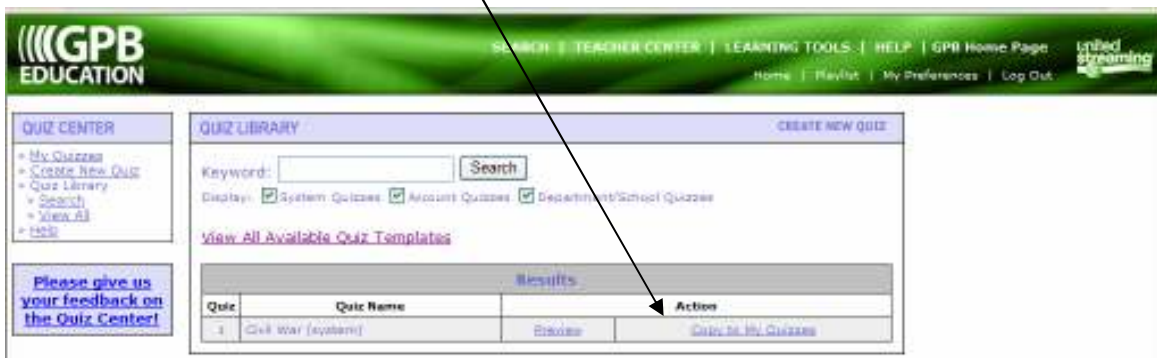 GPB
EDUCATION
SEARCH | TEACHER CENTER | LEARNING TOOLS | HELP | GPB Home Page
Home | Playlist | My Preferences | Log Out
united
streaming
QUIZ CENTER
My Quizzes
Create New Quiz
Quiz Library
Search
View All
Help
Please give us
your feedback on
the Quiz Center!
QUIZ LIBRARY
CREATE NEW QUIZ
Keyword: Search
Display: System Quizzes Account Quizzes Department/School Quizzes
View All Available Quiz Templates
Results
Quiz Quiz Name Action
1 Civil War (system) Preview Copy to My Quizzes